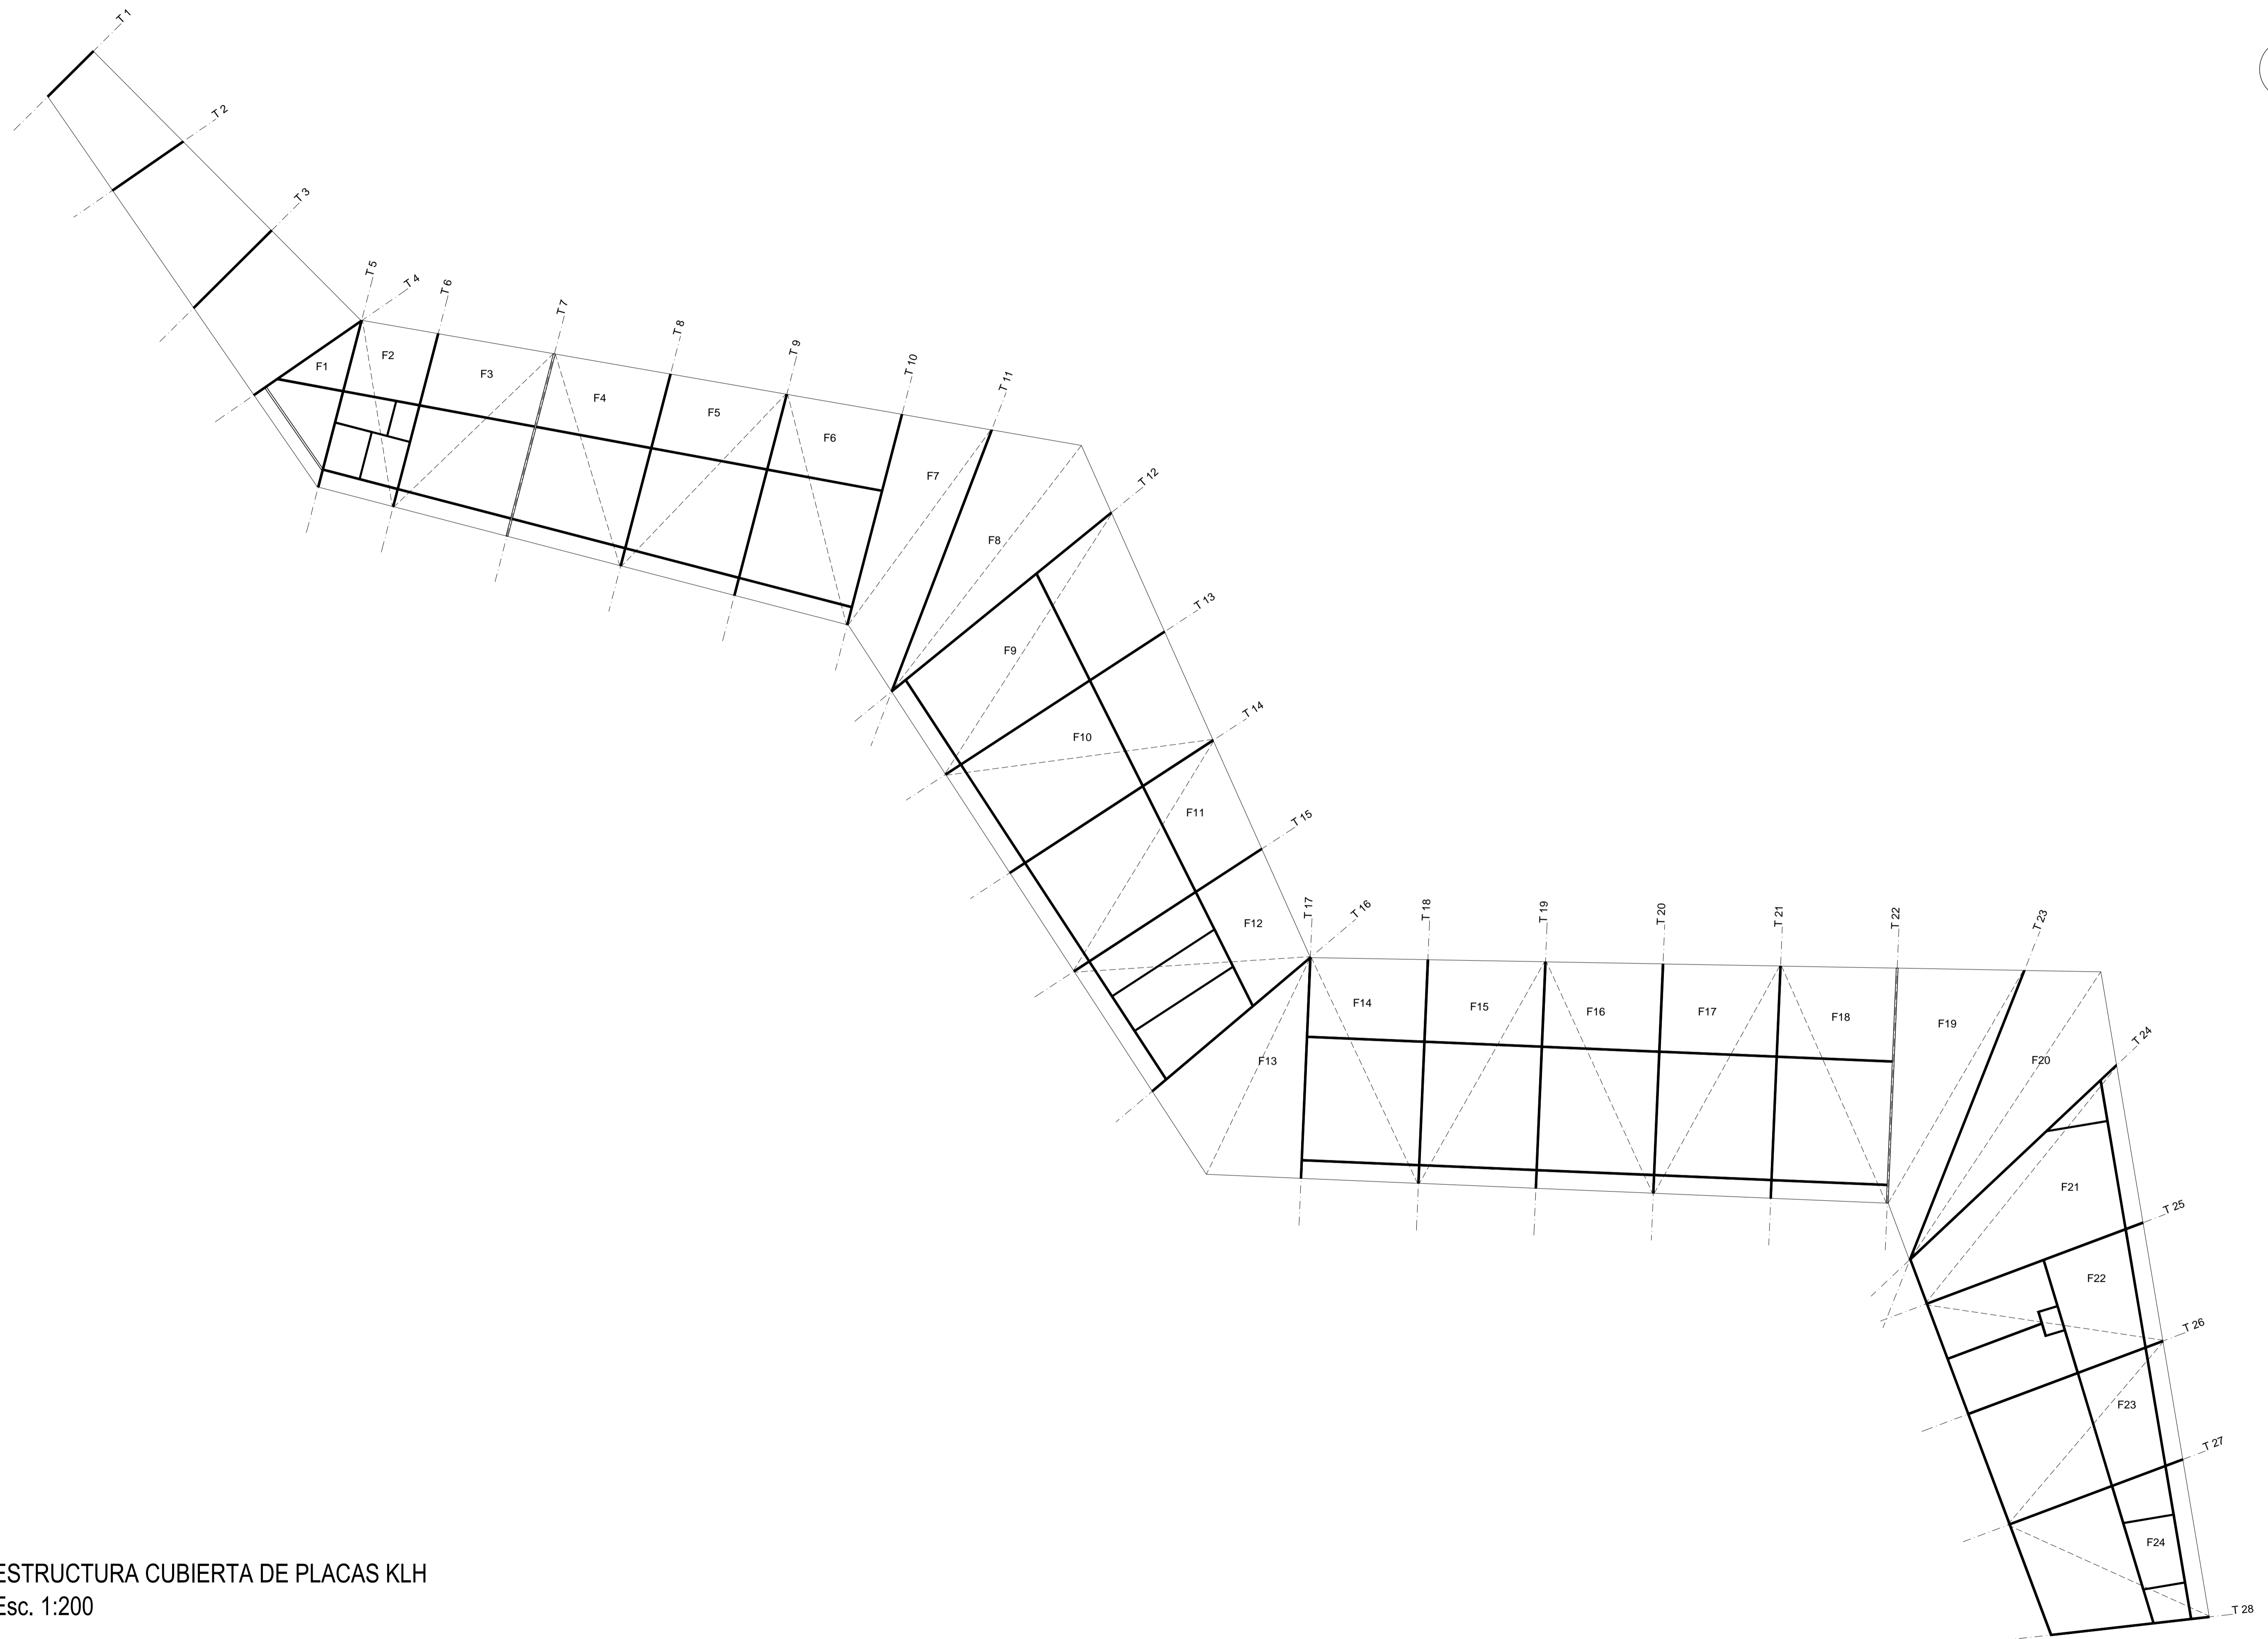 T 1
T 2
T 3
T 5
T 4
T 6
T 7
T 8
T 9
T 10
T 11
T 12
T 13
T 14
T 15
T 17
T 16
T 18
T 19
T 20
T 21
T 22
T 23
T 24
T 25
T 26
T 27
T 28
F1
F2
F3
F4
F5
F6
F7
F8
F9
F10
F11
F12
F13
F14
F15
F16
F17
F18
F19
F20
F21
F22
F23
F24
ESTRUCTURA CUBIERTA DE PLACAS KLH
Esc. 1:200